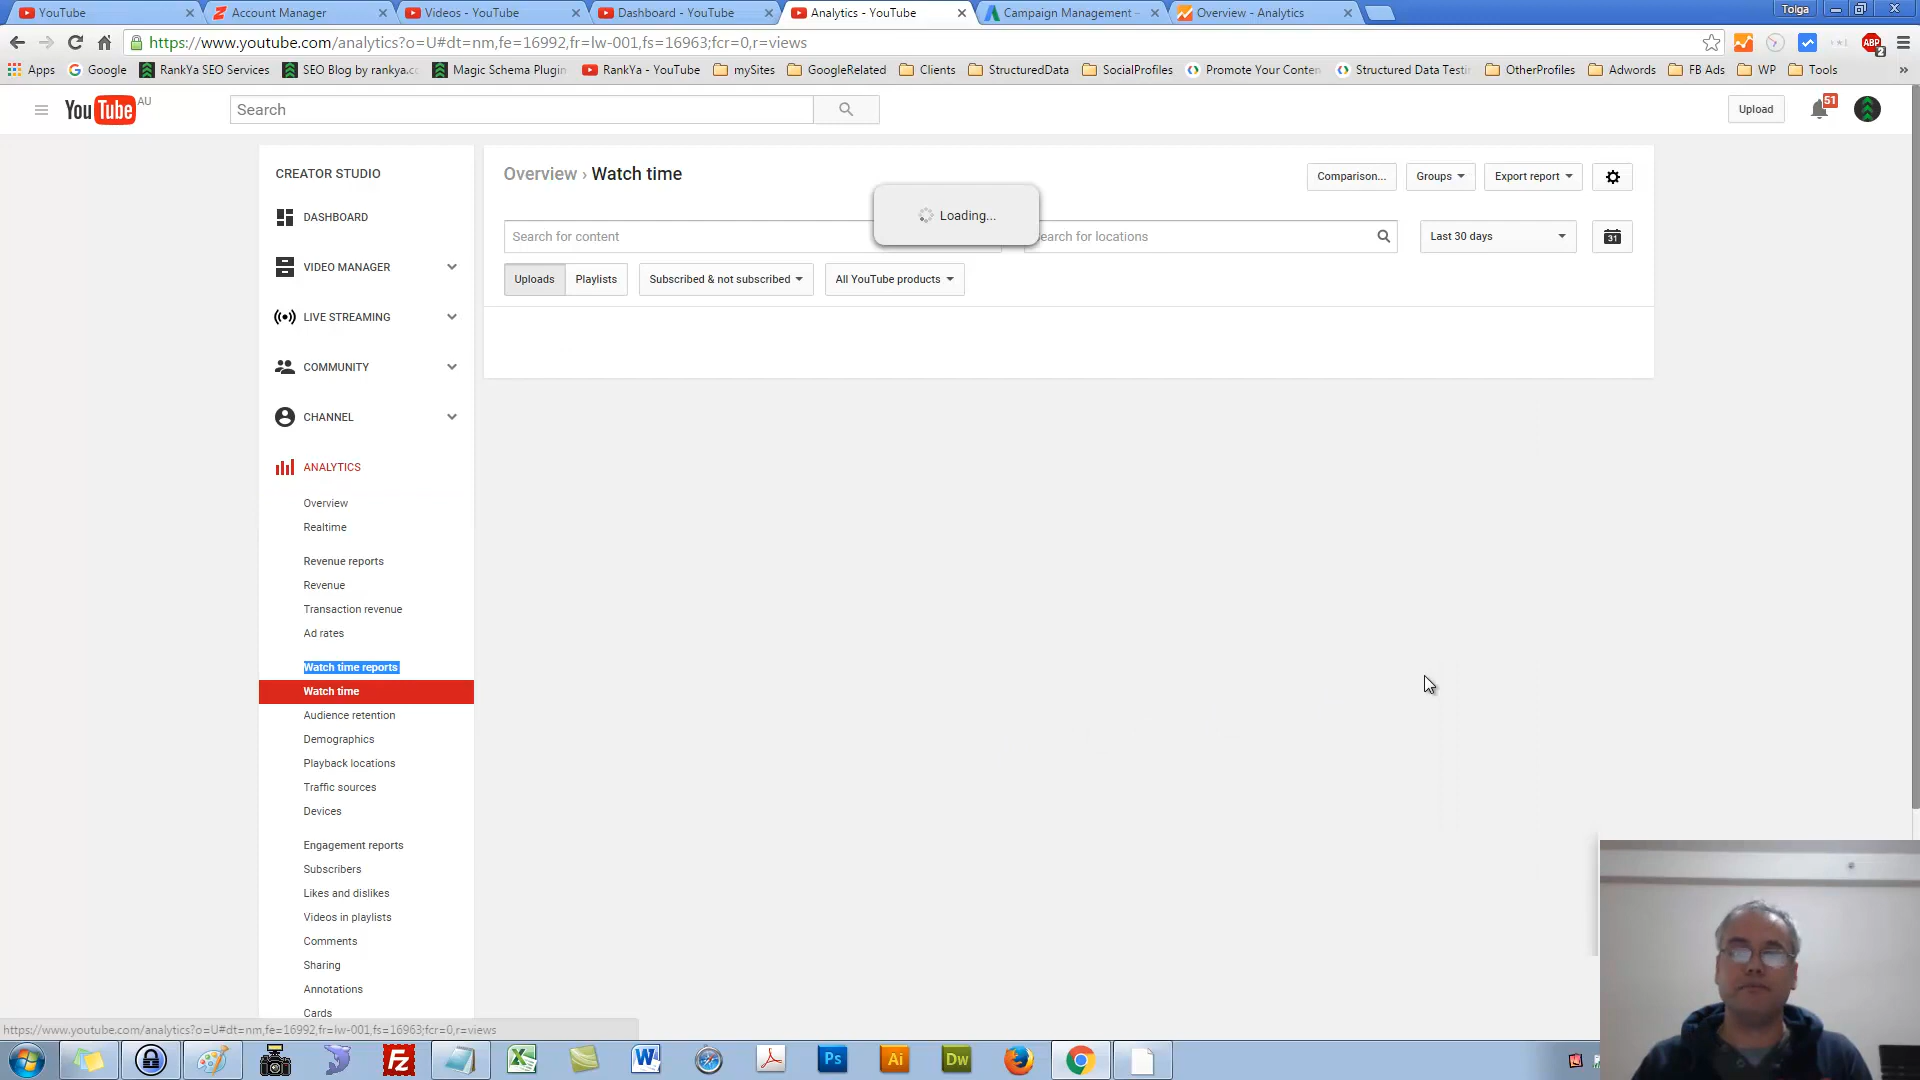 YouTube
Account Manager
Videos - YouTube
Dashboard - YouTube
Analytics - YouTube
Campaign Management -
Overview - Analytics
Tolga
https://www.youtube.com/analytics?o=U#dt=nm,fe=16992,fr=lw-001,fs=16963;fcr=0,r=views
ABP
2
Apps
Google
RankYa SEO Services
SEO Blog by rankya.co
Magic Schema Plugin
RankYa - YouTube
mySites
GoogleRelated
Clients
StructuredData
SocialProfiles
Promote Your Conten
Structured Data Testi
OtherProfiles
Adwords
FB Ads
WP
Tools
»
YouTube AU
Search
Upload
51
CREATOR STUDIO
DASHBOARD
VIDEO MANAGER
LIVE STREAMING
COMMUNITY
CHANNEL
ANALYTICS
Overview
Realtime
Revenue reports
Revenue
Transaction revenue
Ad rates
Watch time reports
Watch time
Audience retention
Demographics
Playback locations
Traffic sources
Devices
Engagement reports
Subscribers
Likes and dislikes
Videos in playlists
Comments
Sharing
Annotations
Cards
Overview › Watch time
Comparison...
Groups
Export report
Loading...
Search for content
earch for locations
Last 30 days
31
Uploads
Playlists
Subscribed & not subscribed
All YouTube products
https://www.youtube.com/analytics?o=U#dt=nm,fe=16992,fr=lw-001,fs=16963;fcr=0,r=views
Fz
W
Ps
Ai
Dw